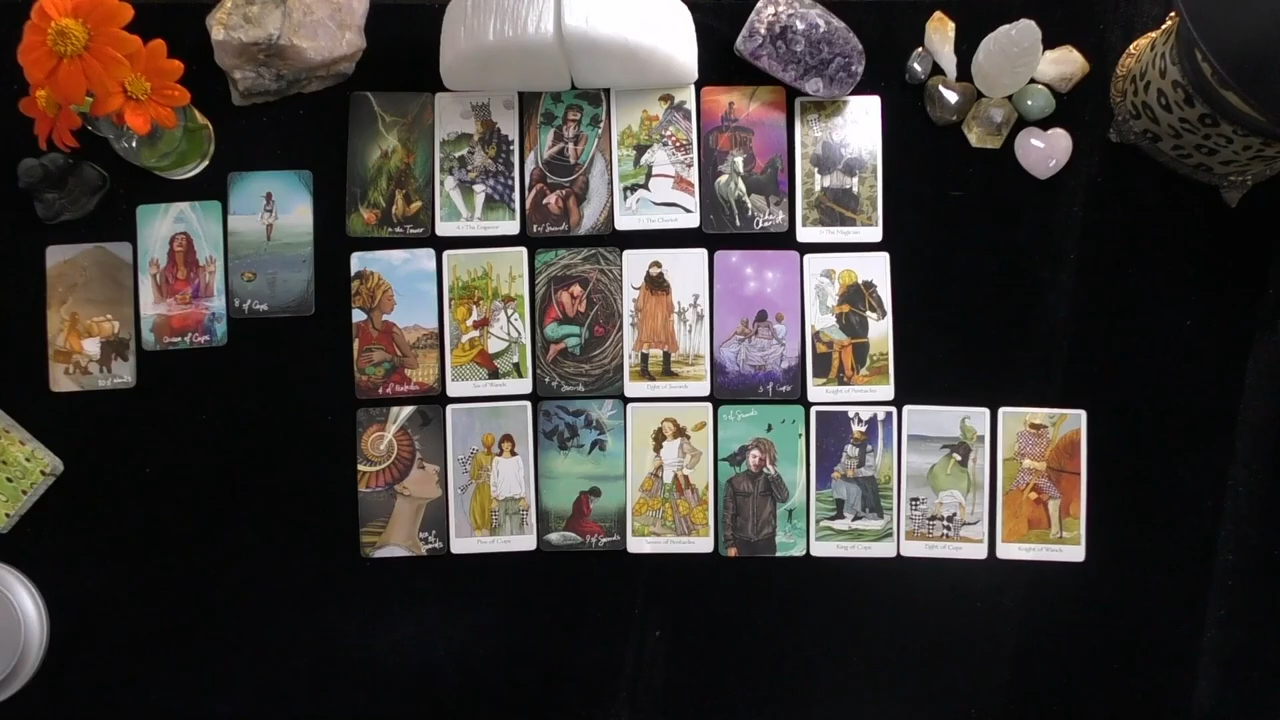 10 of Wands
Queen of Cups
8 of Cups
the Tower
4 : The Emperor
8 of Swords
7 : The Chariot
the Chariot
1: The Magician
4 of Pentacles
Six of Wands
4 of Swords
Eight of Swords
3 of Cups
Knight of Pentacles
Ace of Swords
Five of Cups
9 of Swords
Seven of Pentacles
5 of Swords
King of Cups
Eight of Cups
Knight of Wands